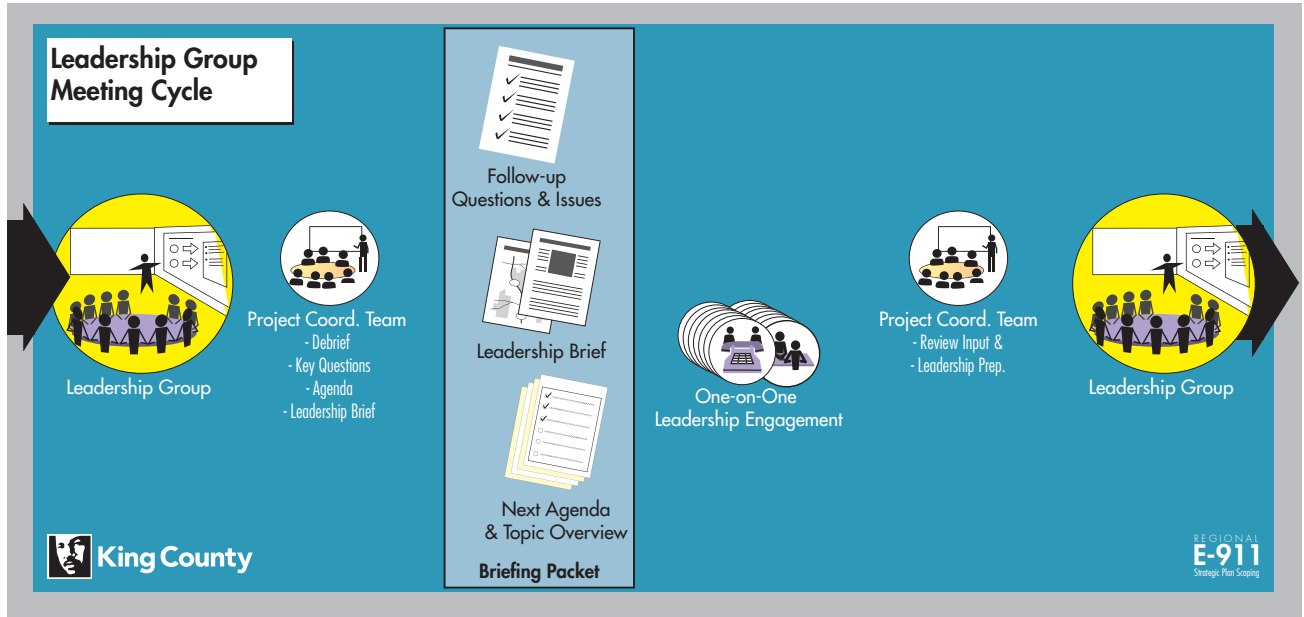 Leadership Group
Meeting Cycle
Leadership Group
Project Coord. Team
- Debrief
- Key Questions
- Agenda
- Leadership Brief
Follow-up
Questions & Issues
Leadership Brief
Next Agenda
& Topic Overview
Briefing Packet
One-on-One
Leadership Engagement
Project Coord. Team
- Review Input &
- Leadership Prep.
Leadership Group
King County
REGIONAL
E-911
Strategic Plan Scoping